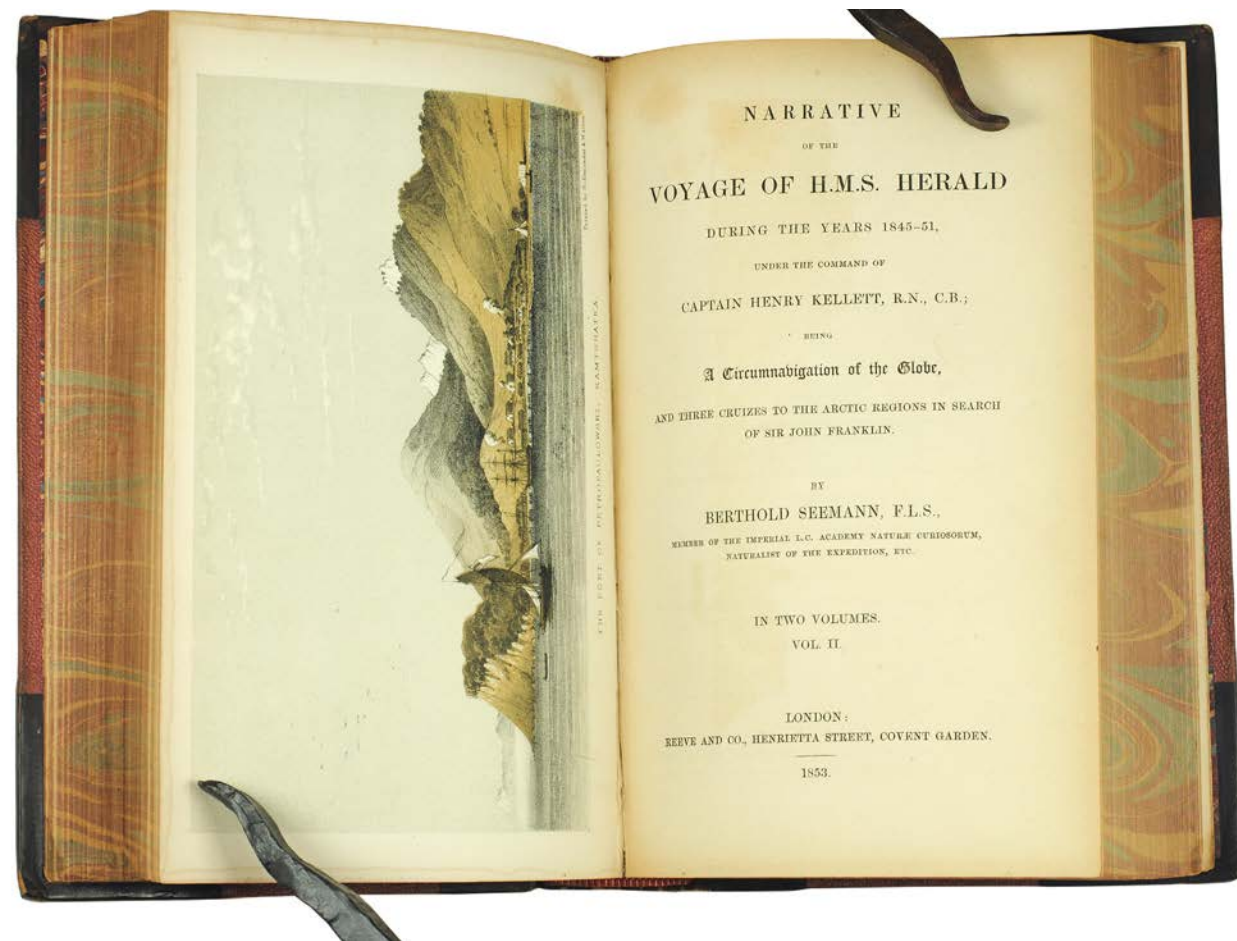 THE PORT OF PETROPAULOWSKI, KAMTCHATKA
NARRATIVE
OF THE
VOYAGE OF H.M.S. HERALD
DURING THE YEARS 1845–51,
UNDER THE COMMAND OF
CAPTAIN HENRY KELLETT, R.N., C.B.;
BEING
A Circumnavigation of the Globe,
AND THREE CRUIZES TO THE ARCTIC REGIONS IN SEARCH
OF SIR JOHN FRANKLIN.
BY
BERTHOLD SEEMANN, F.L.S.,
MEMBER OF THE IMPERIAL L.C. ACADEMY NATURÆ CURIOSORUM,
NATURALIST OF THE EXPEDITION, ETC.
IN TWO VOLUMES.
VOL. II.
LONDON:
REEVE AND CO., HENRIETTA STREET, COVENT GARDEN.
1853.